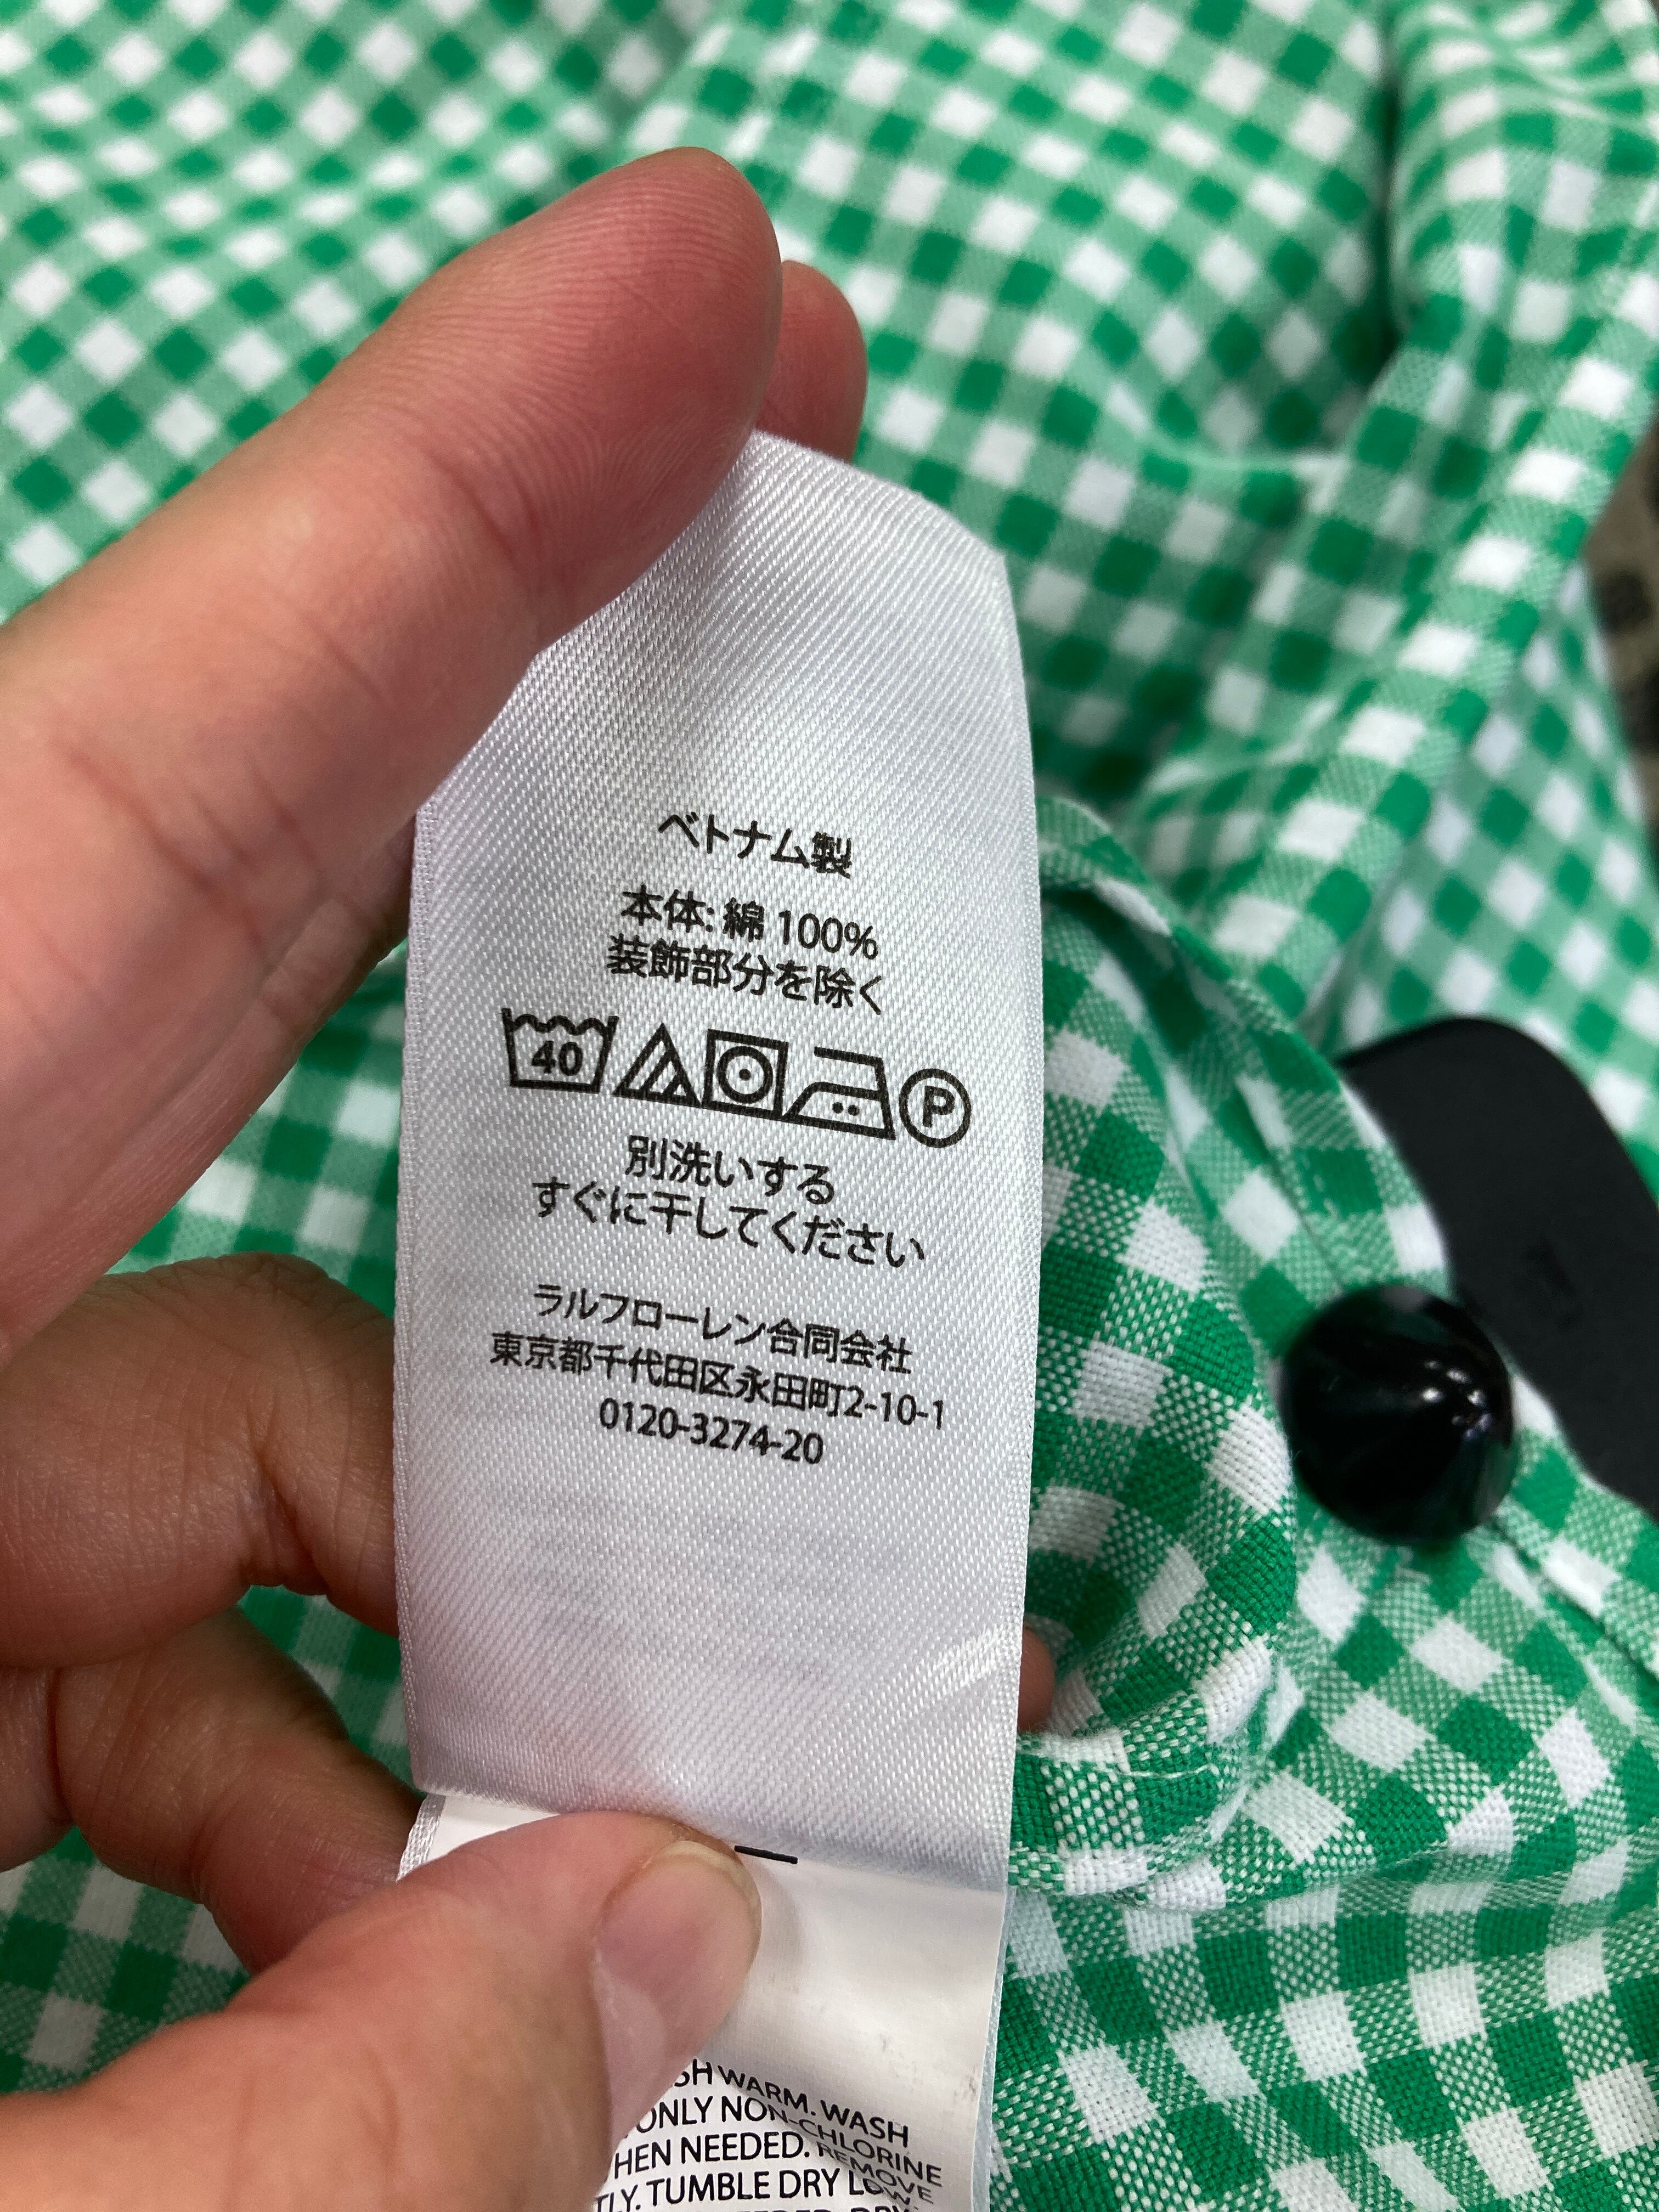 ベトナム製
本体: 綿 100%
装飾部分を除く
40 P
別洗いする
すぐに干してください
ラルフローレン合同会社
東京都千代田区永田町2-10-1
0120-3274-20
WARM. WASH
ONLY NON-CHLORINE
NEEDED. REMOVE
TUMBLE DRY LOW.